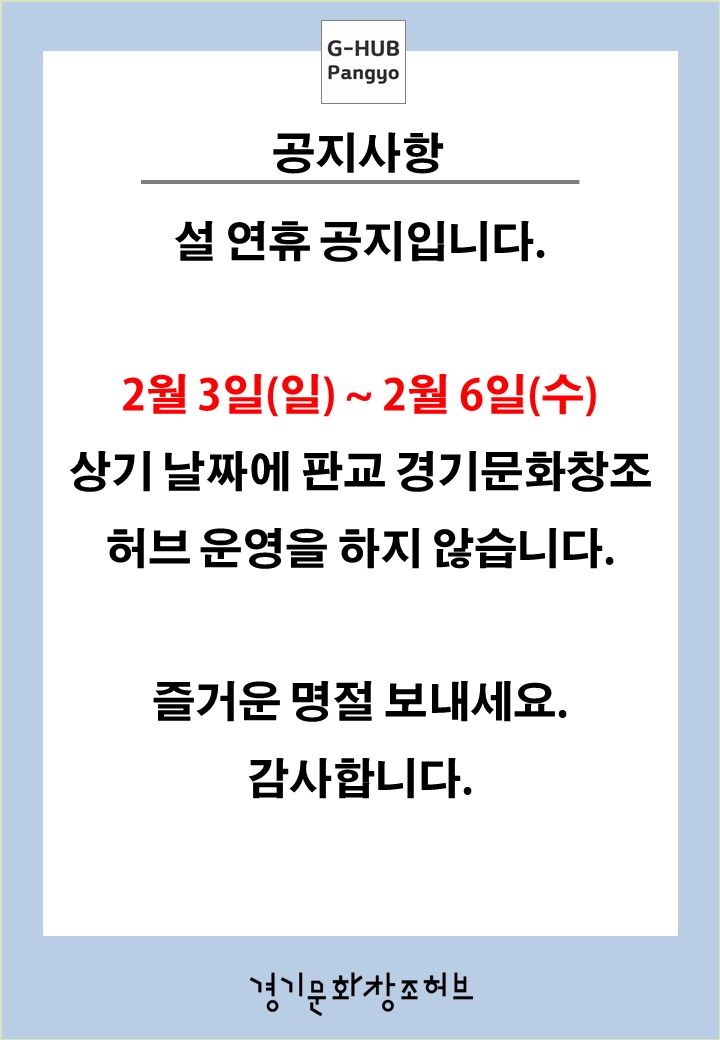 G-HUB
Pangyo
공지사항
설 연휴 공지입니다.
2월 3일(일) ~ 2월 6일(수)
상기 날짜에 판교 경기문화창조
허브 운영을 하지 않습니다.
즐거운 명절 보내세요.
감사합니다.
경기문화창조허브